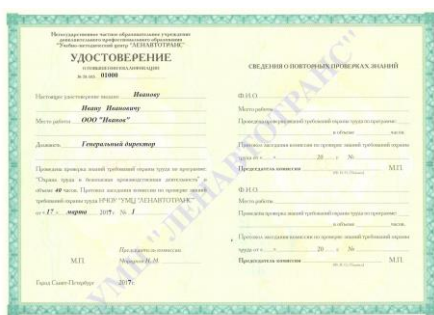 Негосударственное частное образовательное учреждение
дополнительного профессионального образования
"Учебно-методический центр "ЛЕНАВТОТРАНС"
УДОСТОВЕРЕНИЕ
О ПОВЫШЕНИИ КВАЛИФИКАЦИИ
01000
Настоящее удостоверение выдано Иванову
Ивану Ивановичу
Место работы ООО "Иванов"
Должность Генеральный директор
Проведена проверка знаний требований охраны труда по программе
"Охрана труда и безопасная производственная деятельность" в
объеме 40 часов. Протокол заседания комиссии по проверке знаний
требований охраны труда НЧОУ "УМЦ "ЛЕНАВТОТРАНС"
от « 17 » марта 2017г. № 1
Председатель комиссии
М.П.
Город Санкт-Петербург 2017г.
СВЕДЕНИЯ О ПОВТОРНЫХ ПРОВЕРКАХ ЗНАНИЙ
Ф.И.О.
Место работы
Проведена проверка знаний требований охраны труда по программе
в объеме часов.
Протокол заседания комиссии по проверке знаний требований охраны
труда от « » 20 г. №
Председатель комиссии М.П.
Ф.И.О.
Место работы
Проведена проверка знаний требований охраны труда по программе
в объеме часов.
Протокол заседания комиссии по проверке знаний требований охраны
труда от « » 20 г. №
Председатель комиссии М.П.
УМЦ "ЛЕНАВТОТРАНС"